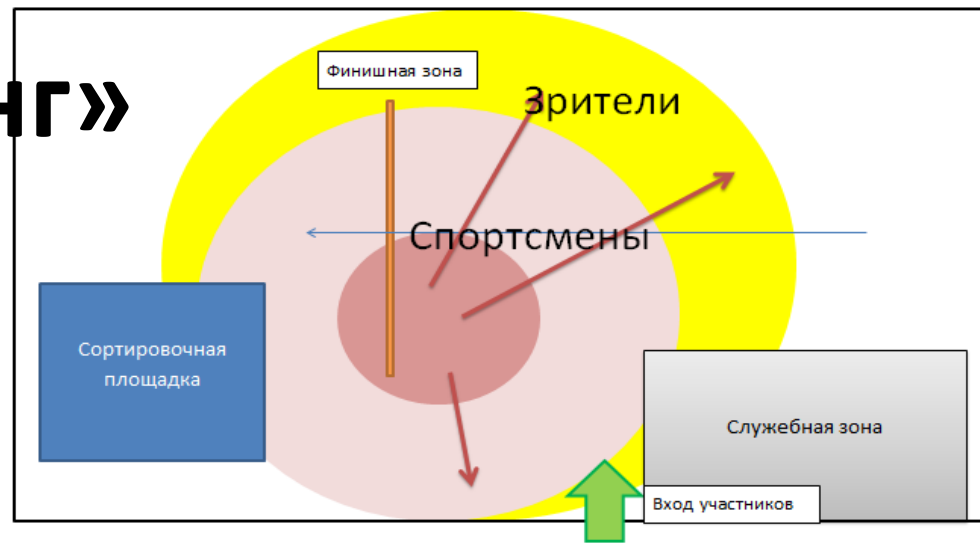 Финишная зона
нг»
Зрители
Спортсмены
Сортировочная
площадка
Служебная зона
Вход участников